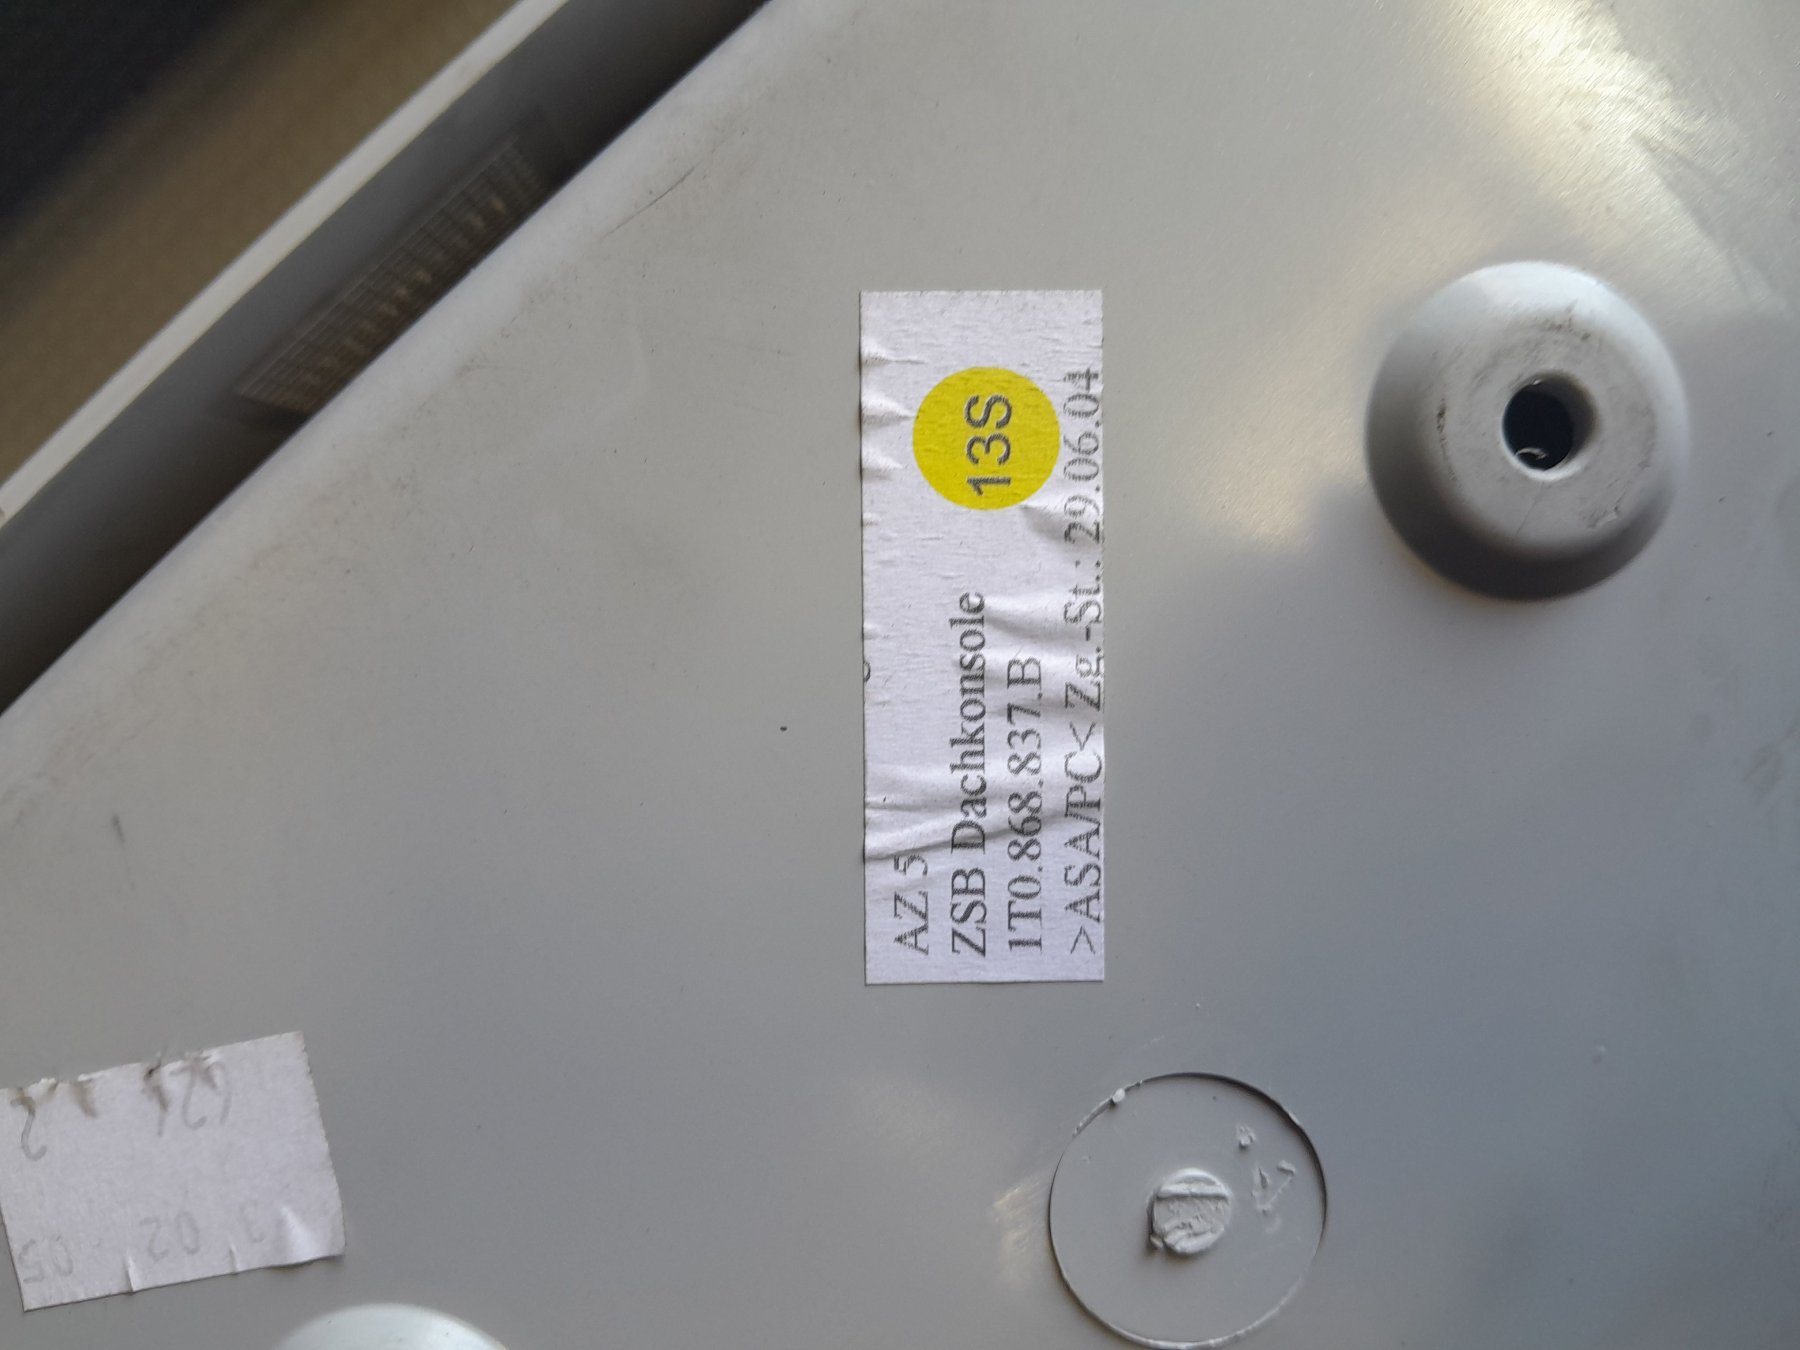 AZ 5
13S
ZSB Dachkonsole
1T0.868.837.B
>ASA/PC< Zg.-St.: 29.06.04